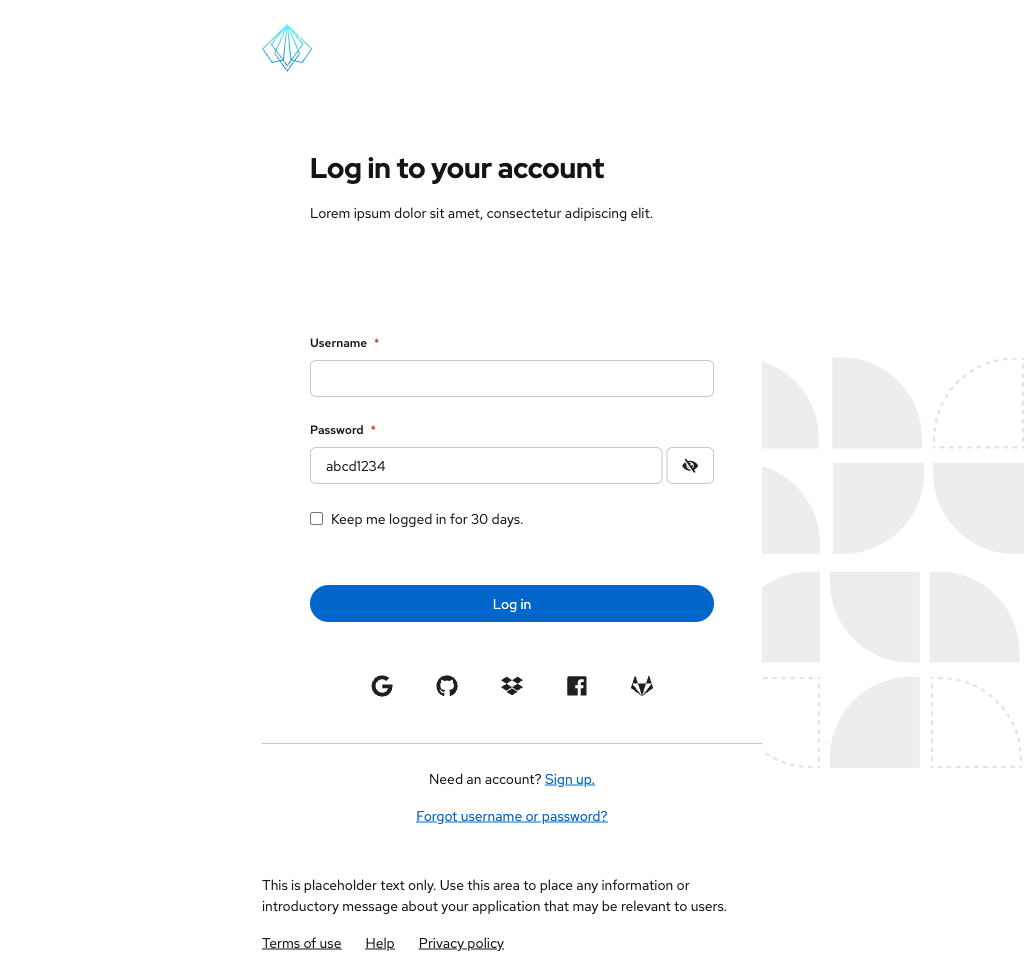 Log in to your account
Lorem ipsum dolor sit amet, consectetur adipiscing elit.
Username *
Password *
abcd1234
Keep me logged in for 30 days.
Log in
Need an account? Sign up.
Forgot username or password?
This is placeholder text only. Use this area to place any information or
introductory message about your application that may be relevant to users.
Terms of use Help Privacy policy